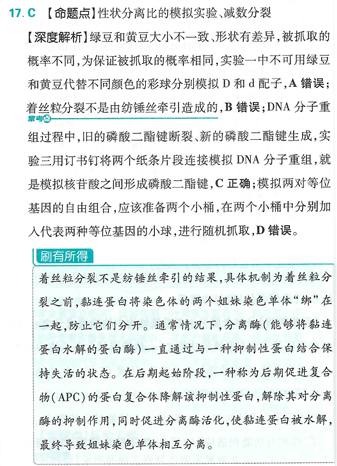 17. C 【命题点】性状分离比的模拟实验、减数分裂
【深度解析】绿豆和黄豆大小不一致、形状有差异,被抓取的
概率不同,为保证被抓取的概率相同,实验一中不可用绿豆
和黄豆代替不同颜色的彩球分别模拟 D 和 d 配子,A 错误;
着丝粒分裂不是由纺锤丝牵引造成的,B 错误;DNA 分子重
常考
组过程中,旧的磷酸二酯键断裂、新的磷酸二酯键生成,实
验三用订书钉将两个纸条片段连接模拟 DNA 分子重组,就
是模拟核苷酸之间形成磷酸二酯键,C 正确;模拟两对等位
基因的自由组合,应该准备两个小桶,在两个小桶中分别加
入代表两种等位基因的小球,进行随机抓取,D 错误。
刷有所得
着丝粒分裂不是纺锤丝牵引的结果,具体机制为着丝粒分
裂之前,黏连蛋白将染色体的两个姐妹染色单体“绑”在
一起,防止它们分开。通常情况下,分离酶(能够将黏连
蛋白水解的蛋白酶)一直通过与一种抑制性蛋白结合保
持失活的状态。在后期起始阶段,一种称为后期促进复合
物(APC)的蛋白复合体降解该抑制性蛋白,解除其对分离
酶的抑制作用,同时促进分离酶活化,使黏连蛋白被水解,
最终导致姐妹染色单体相互分离。